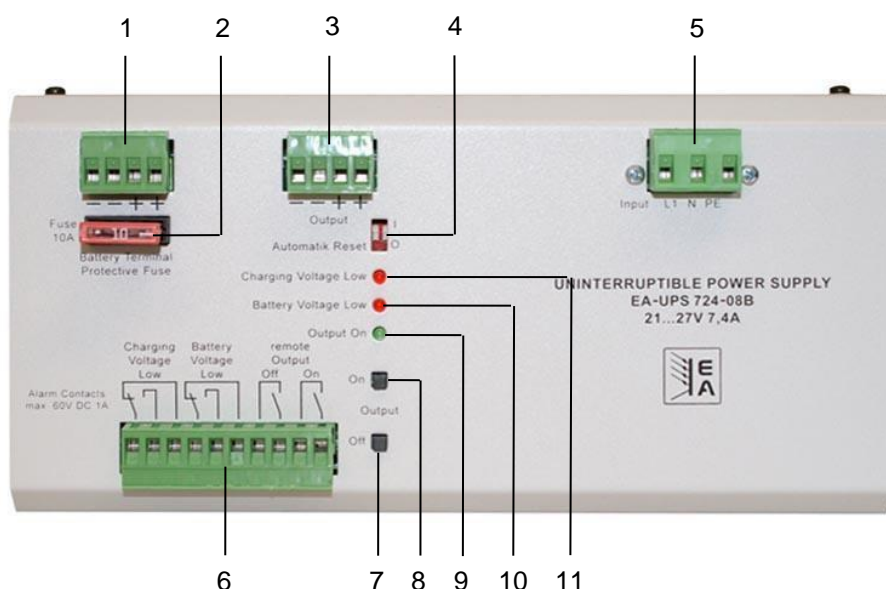 1 2 3 4 5
− − + +
Fuse
10A
10
Battery Terminal
Protective Fuse
− − + +
Output
I
Automatik Reset
O
Input L1 N PE
Charging Voltage Low
Battery Voltage Low
Output On
UNINTERRUPTIBLE POWER SUPPLY
EA-UPS 724-08B
21...27V 7,4A
EA
Charging
Voltage
Low
Battery
Voltage
Low
remote
Output
Off On
Alarm Contacts
max 60V DC 1A
On
Output
Off
6 7 8 9 10 11